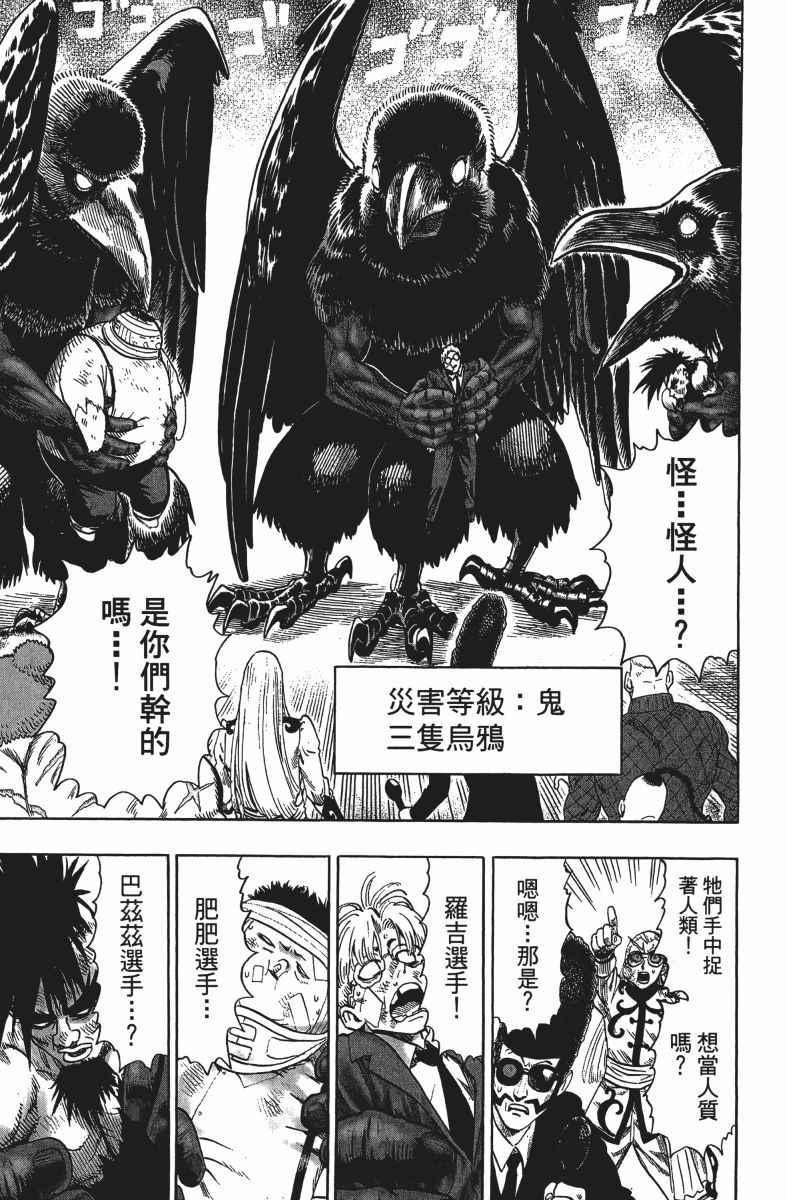 ゴゴゴゴ
怪…怪人…?
是你們幹的
嗎…!
災害等級：鬼
三隻烏鴉
牠們手中捉
著人類!
想當人質
嗎?
嗯嗯…那是?
羅吉選手!
肥肥選手…
巴茲茲選手…?